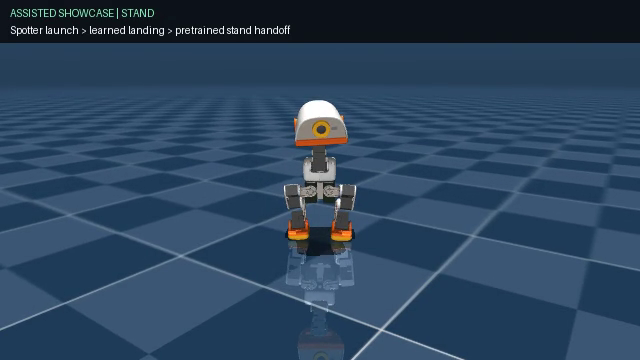 ASSISTED SHOWCASE | STAND
Spotter launch > learned landing > pretrained stand handoff